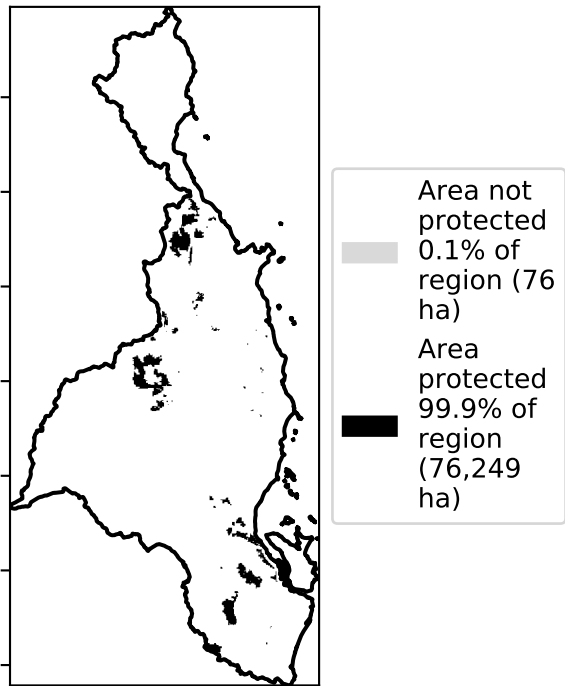 Area not
protected
0.1% of
region (76
ha)
Area
protected
99.9% of
region
(76,249
ha)